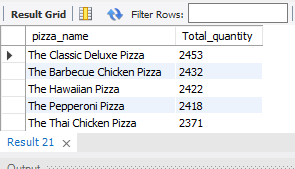 Result Grid Filter Rows:
pizza_name Total_quantity
The Classic Deluxe Pizza 2453
The Barbecue Chicken Pizza 2432
The Hawaiian Pizza 2422
The Pepperoni Pizza 2418
The Thai Chicken Pizza 2371
Result 21 ×
Output